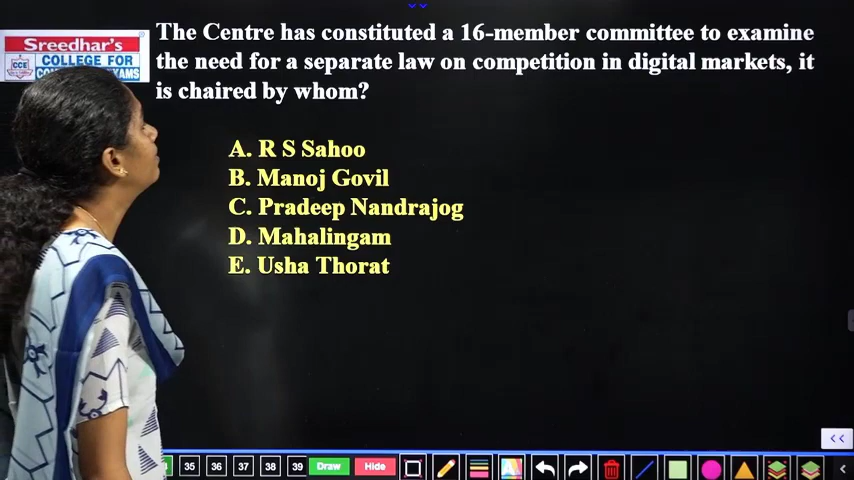 The Centre has constituted a 16-member committee to examine
the need for a separate law on competition in digital markets, it
is chaired by whom?
Sreedhar's
CCE
COLLEGE FOR
A. R S Sahoo
B. Manoj Govil
C. Pradeep Nandrajog
D. Mahalingam
E. Usha Thorat
35 36 37 38 39 Draw Hide